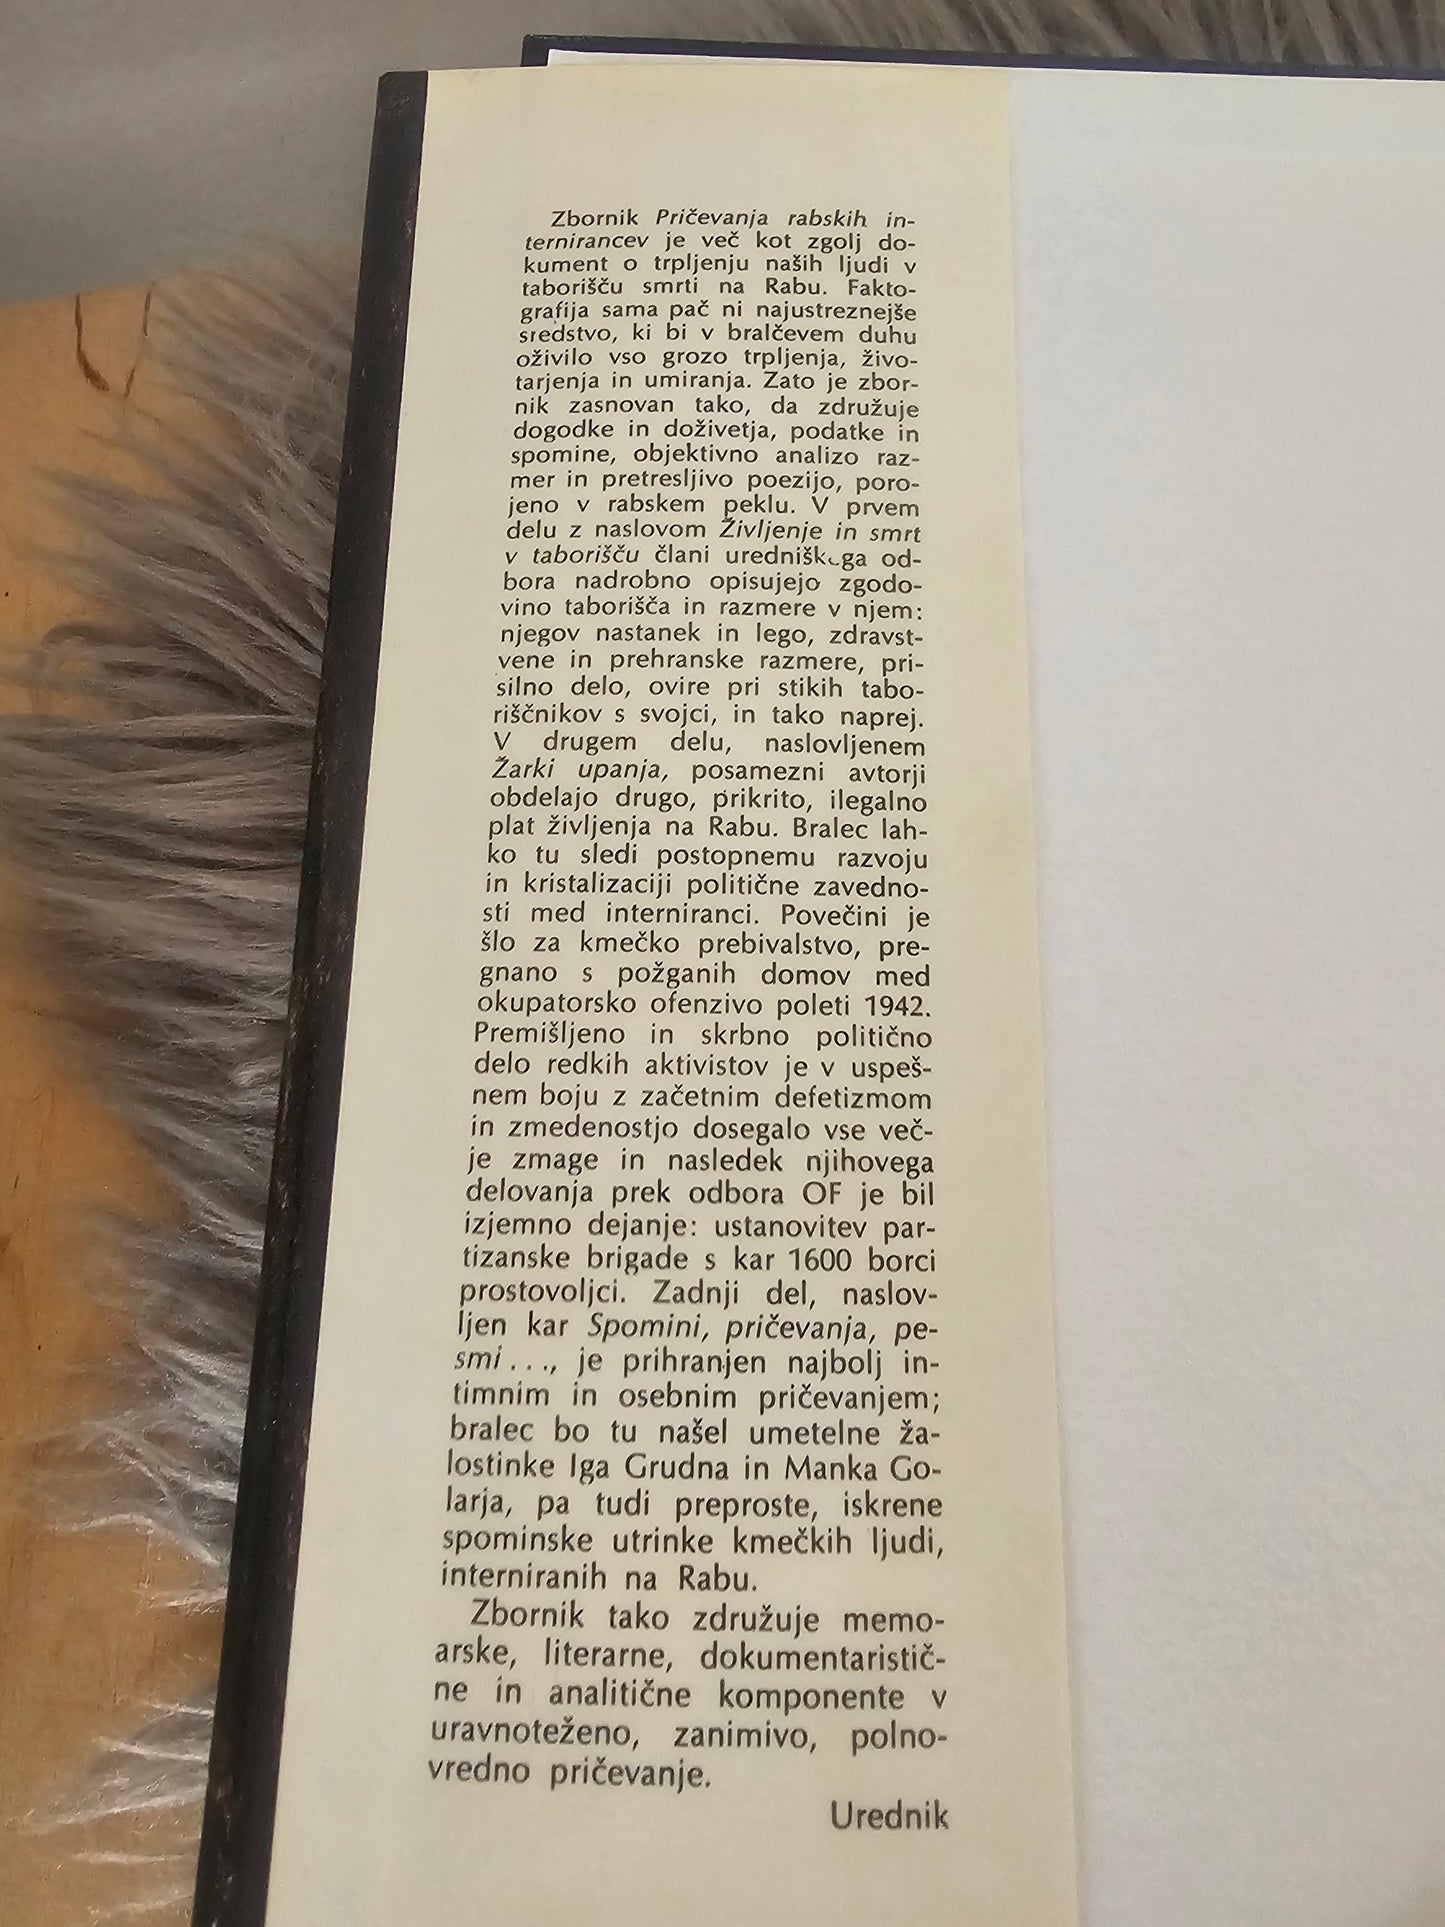 Zbornik Pričevanja rabskih in-
ternirancev je več kot zgolj do-
kument o trpljenju naših ljudi v
taborišču smrti na Rabu. Fakto-
grafija sama pač ni najustreznejše
sredstvo, ki bi v bralčevem duhu
oživilo vso grozo trpljenja, živo-
tarjenja in umiranja. Zato je zbor-
nik zasnovan tako, da združuje
dogodke in doživetja, podatke in
spomine, objektivno analizo raz-
mer in pretresljivo poezijo, poro-
jeno v rabskem peklu. V prvem
delu z naslovom Življenje in smrt
v taborišču člani uredniškega od-
bora nadrobno opisujejo zgodo-
vino taborišča in razmere v njem:
njegov nastanek in lego, zdravst-
vene in prehranske razmere, pri-
silno delo, ovire pri stikih tabo-
riščnikov s svojci, in tako naprej.
V drugem delu, naslovljenem
Žarki upanja, posamezni avtorji
obdelajo drugo, prikrito, ilegalno
plat življenja na Rabu. Bralec lah-
ko tu sledi postopnemu razvoju
in kristalizaciji politične zavedno-
sti med interniranci. Povečini je
šlo za kmečko prebivalstvo, pre-
gnano s požganih domov med
okupatorsko ofenzivo poleti 1942.
Premišljeno in skrbno politično
delo redkih aktivistov je v uspeš-
nem boju z začetnim defetizmom
in zmedenostjo dosegalo vse več-
je zmage in nasledek njihovega
delovanja prek odbora OF je bil
izjemno dejanje: ustanovitev par-
tizanske brigade s kar 1600 borci
prostovoljci. Zadnji del, naslov-
ljen kar Spomini, pričevanja, pe-
smi . . ., je prihranjen najbolj in-
timnim in osebnim pričevanjem;
bralec bo tu našel umetelne ža-
lostinke Iga Grudna in Manka Go-
larja, pa tudi preproste, iskrene
spominske utrinke kmečkih ljudi,
interniranih na Rabu.
Zbornik tako združuje memo-
arske, literarne, dokumentaristič-
ne in analitične komponente v
uravnoteženo, zanimivo, polno-
vredno pričevanje.
Urednik